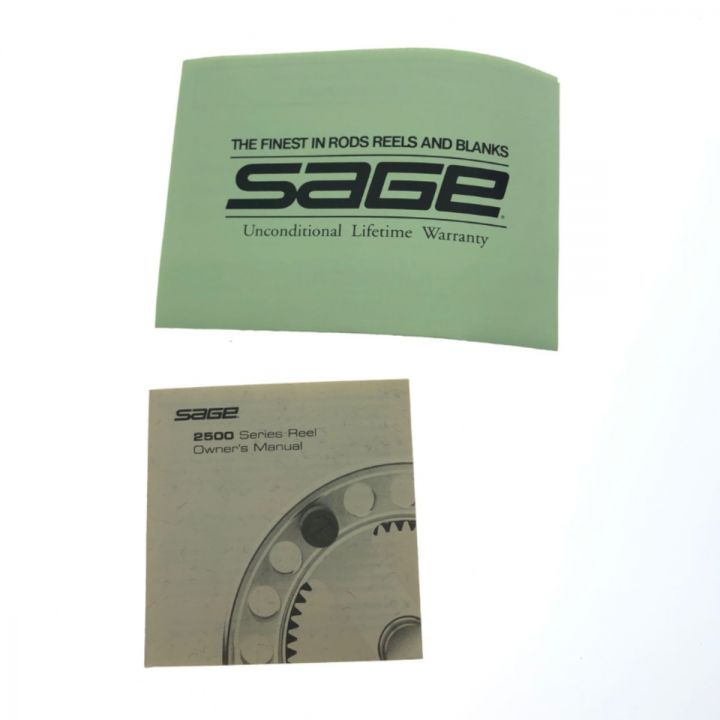 THE FINEST IN RODS REELS AND BLANKS
SAGE®
Unconditional Lifetime Warranty
SAGE
2500 Series Reel
Owner's Manual